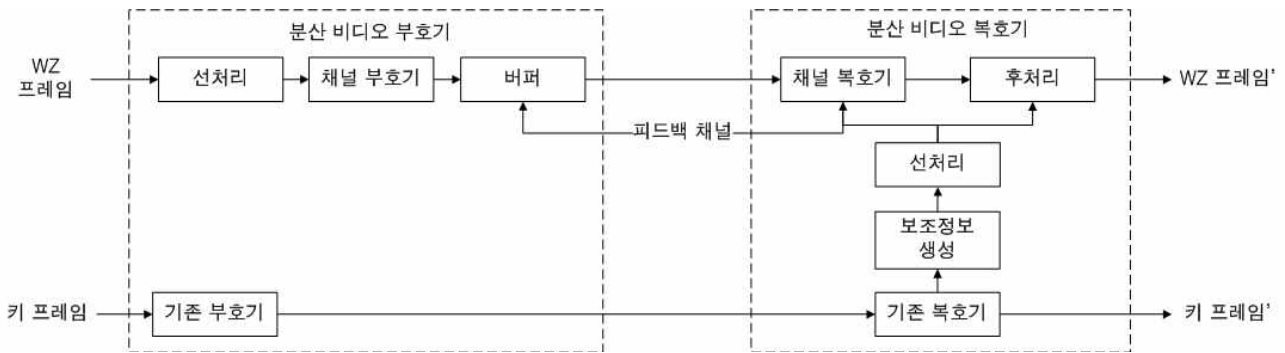 분산 비디오 부호기
분산 비디오 복호기
WZ
프레임
선처리
채널 부호기
버퍼
채널 복호기
후처리
WZ 프레임'
피드백 채널
선처리
보조정보
생성
키 프레임
기존 부호기
기존 복호기
키 프레임'